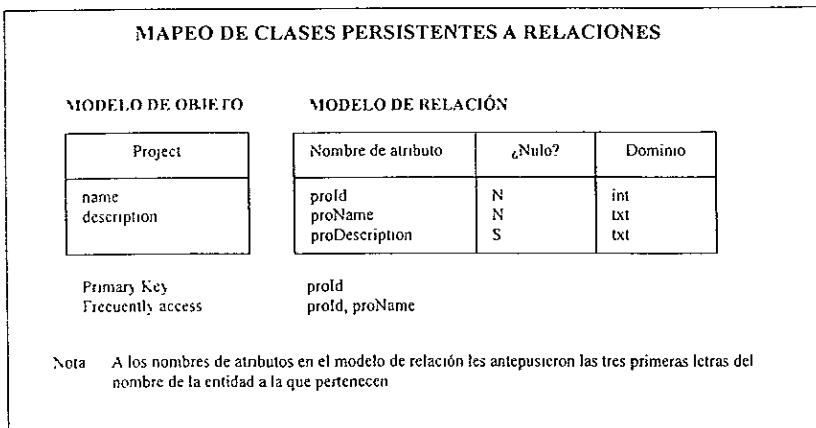 MAPEO DE CLASES PERSISTENTES A RELACIONES
MODELO DE OBJETO MODELO DE RELACIÓN
Project Nombre de atributo ¿Nulo? Dominio
name proId N int
description proName N txt
proDescription S txt
Primary Key proId
Frecuently access proId, proName
Nota A los nombres de atributos en el modelo de relación les antepusieron las tres primeras letras del
nombre de la entidad a la que pertenecen